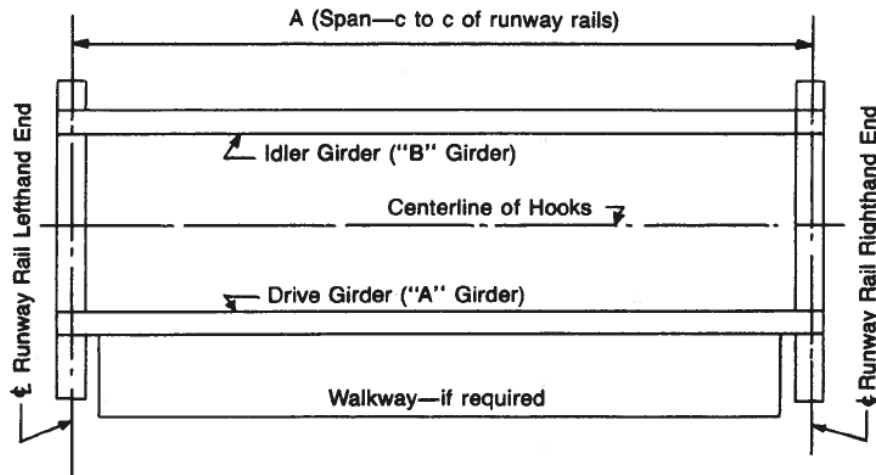 A (Span—c to c of runway rails)
Idler Girder ("B" Girder)
Centerline of Hooks
Drive Girder ("A" Girder)
Walkway—if required
℄ Runway Rail Lefthand End
℄ Runway Rail Righthand End